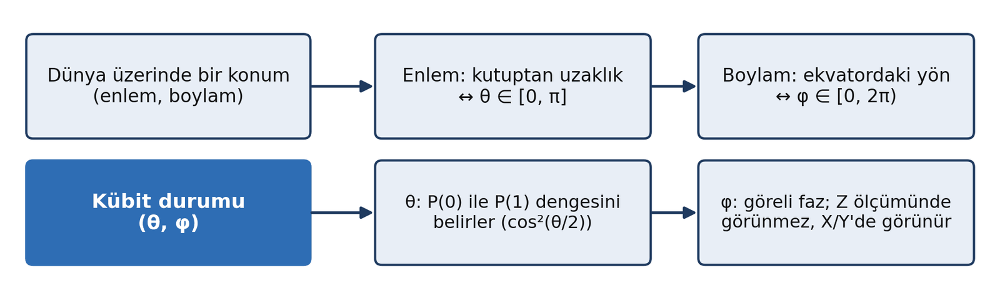 Dünya üzerinde bir konum
(enlem, boylam)
Enlem: kutuptan uzaklık
↔ θ ∈ [0, π]
Boylam: ekvatordaki yön
↔ φ ∈ [0, 2π)
Kübit durumu
(θ, φ)
θ: P(0) ile P(1) dengesini
belirler (cos²(θ/2))
φ: göreli faz; Z ölçümünde
görünmez, X/Y'de görünür